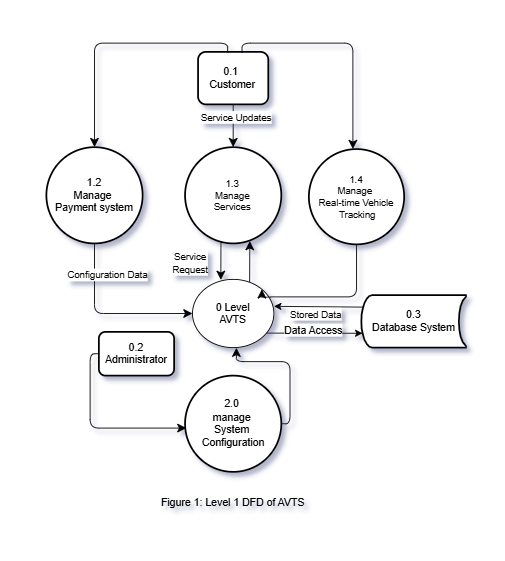 0.1
Customer
Service Updates
1.2
Manage
Payment system
1.3
Manage
Services
1.4
Manage
Real-time Vehicle
Tracking
Service
Request
Configuration Data
0 Level
AVTS
Stored Data
Data Access
0.3
Database System
0.2
Administrator
2.0
manage
System
Configuration
Figure 1: Level 1 DFD of AVTS